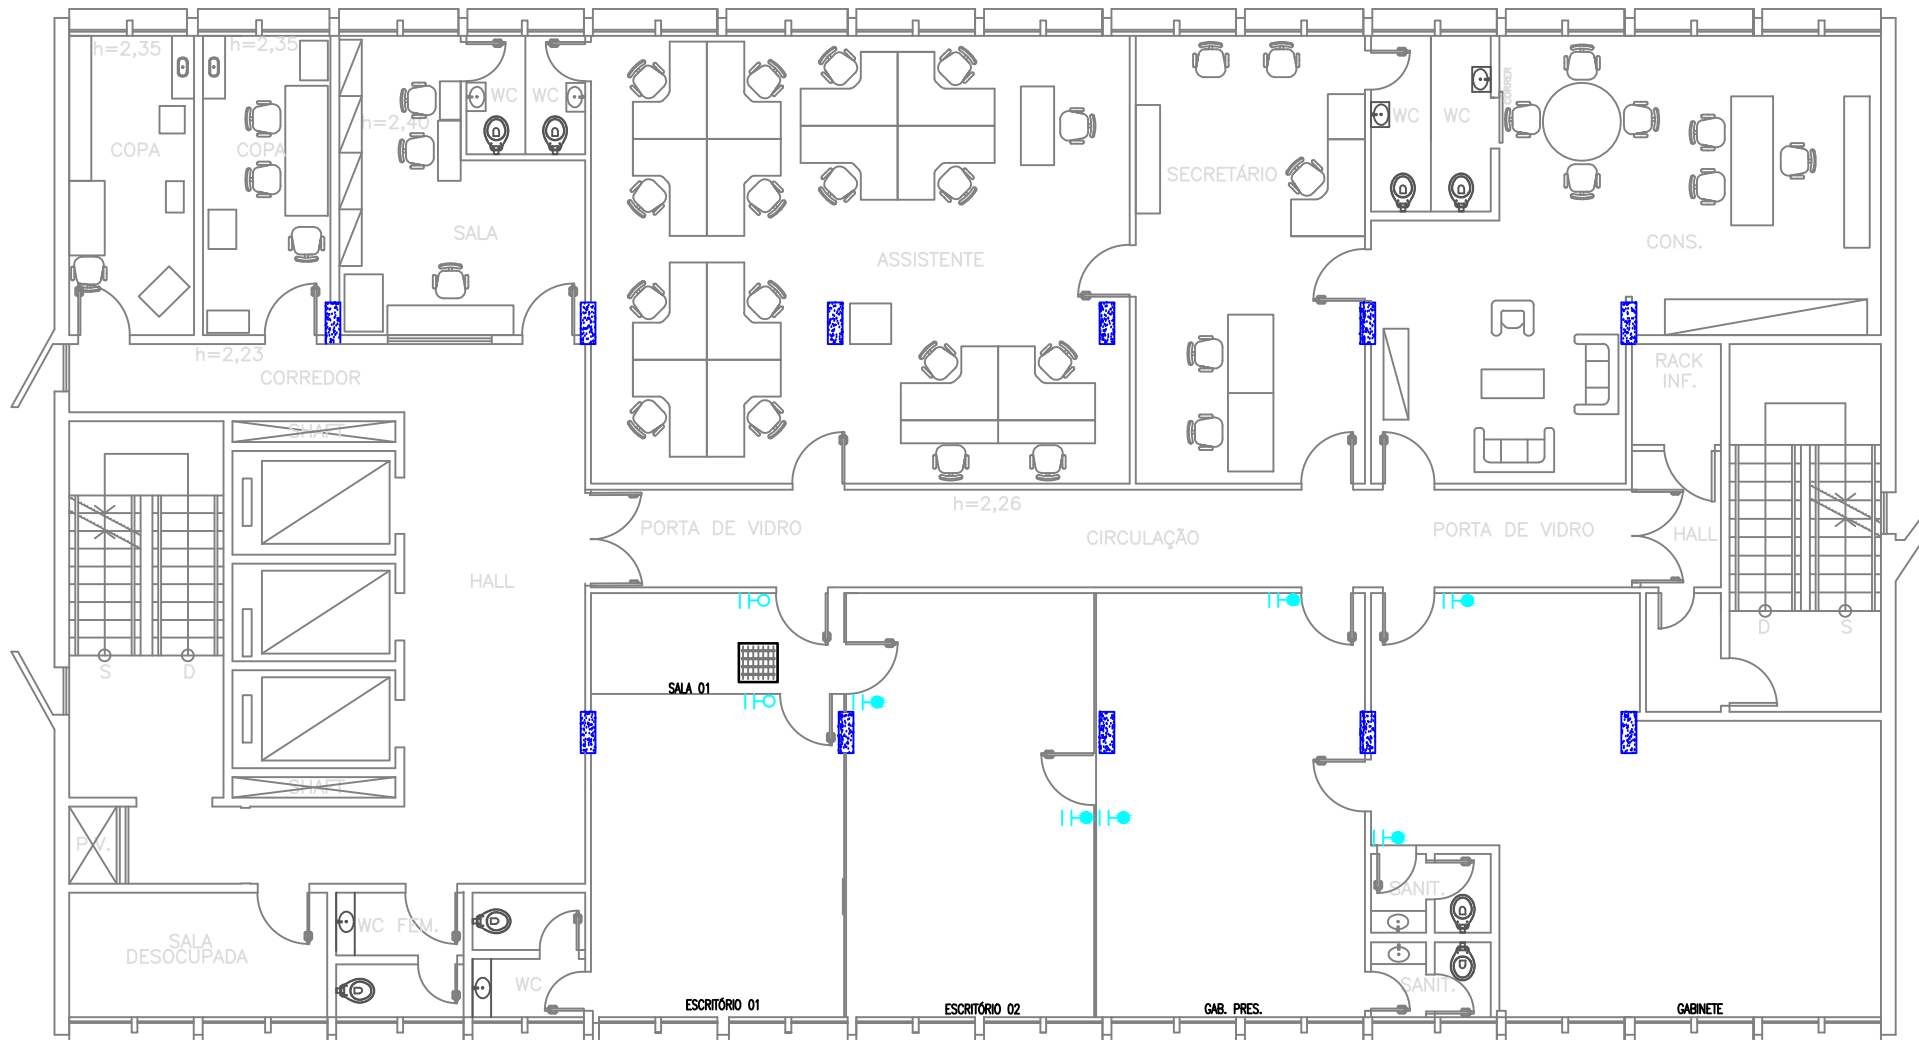 h=2,35
h=2,35
CORRER
WC
WC
h=2,40
WC
WC
COPA
COPA
SECRETÁRIO
SALA
CONS.
ASSISTENTE
h=2,23
CORREDOR
RACK
INF.
SHAFT
h=2,26
PORTA DE VIDRO
CIRCULAÇÃO
PORTA DE VIDRO
HALL
HALL
D
S
S
D
SALA 01
SHAFT
P.V.
SANIT.
WC FEM.
SALA
DESOCUPADA
WC
SANIT.
ESCRITÓRIO 01
ESCRITÓRIO 02
GAB. PRES.
GABINETE